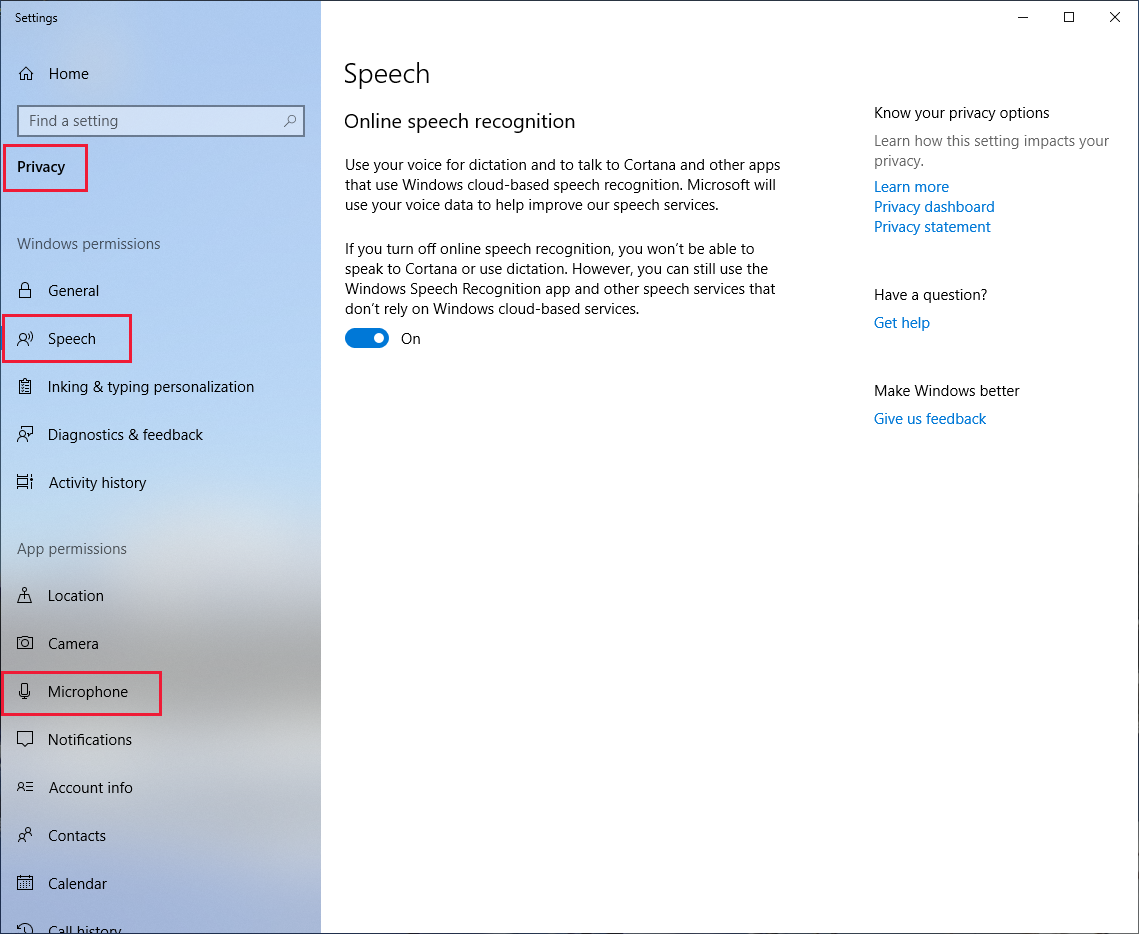 Settings
Home
Find a setting
Privacy
Windows permissions
General
Speech
Inking & typing personalization
Diagnostics & feedback
Activity history
App permissions
Location
Camera
Microphone
Notifications
Account info
Contacts
Calendar
Call history
Speech
Online speech recognition
Use your voice for dictation and to talk to Cortana and other apps
that use Windows cloud-based speech recognition. Microsoft will
use your voice data to help improve our speech services.
If you turn off online speech recognition, you won’t be able to
speak to Cortana or use dictation. However, you can still use the
Windows Speech Recognition app and other speech services that
don’t rely on Windows cloud-based services.
On
Know your privacy options
Learn how this setting impacts your
privacy.
Learn more
Privacy dashboard
Privacy statement
Have a question?
Get help
Make Windows better
Give us feedback